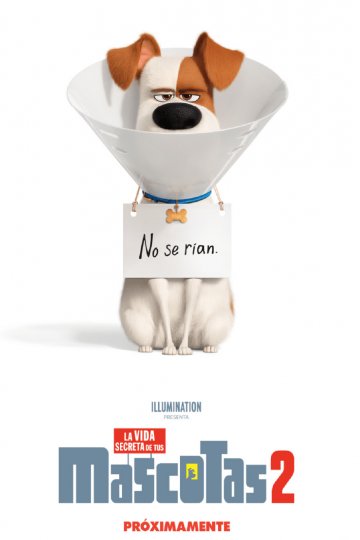 No se rían.
ILLUMINATION
PRESENTA
LA VIDA
SECRETA DE TUS
MASCOTAS 2
PRÓXIMAMENTE